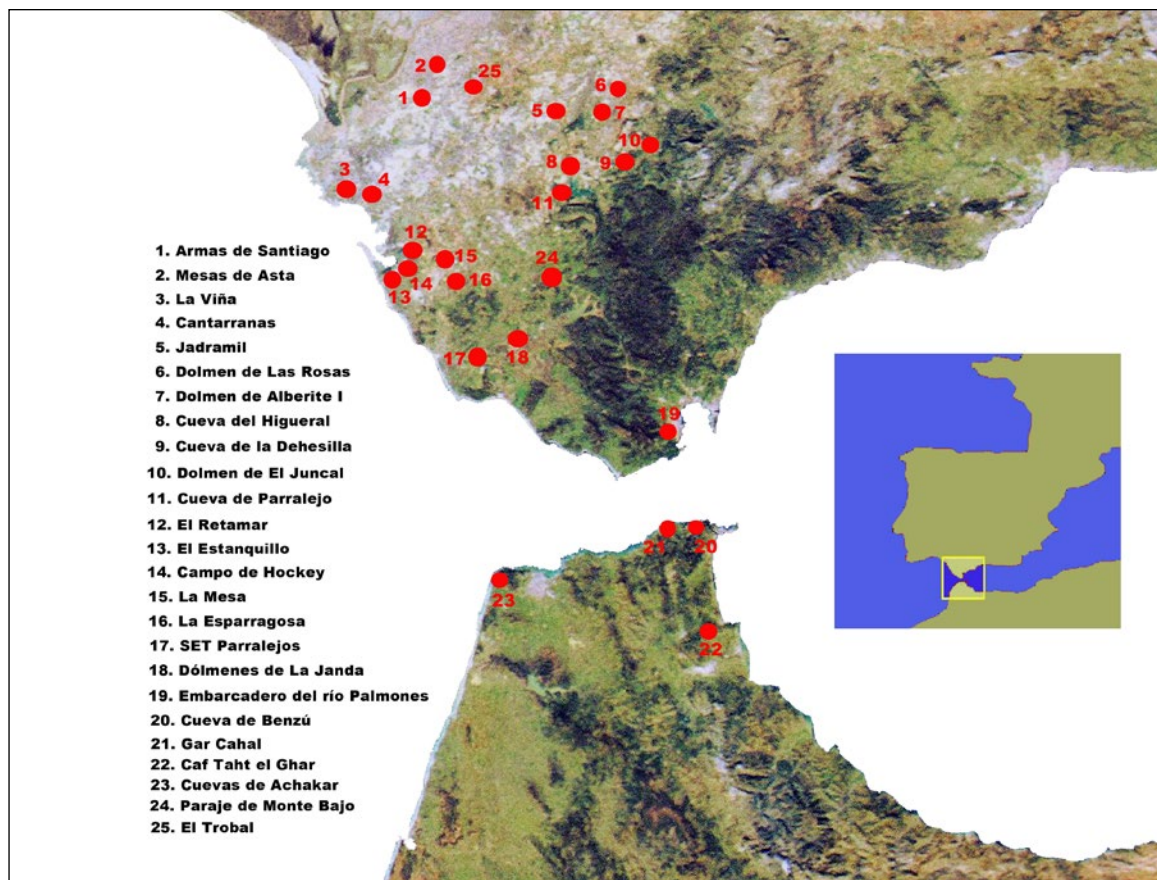 2
25
6
1
5
7
10
9
8
3
4
11
12
15
24
14
16
13
18
17
19
21
20
23
22
1. Armas de Santiago
2. Mesas de Asta
3. La Viña
4. Cantarranas
5. Jadramil
6. Dolmen de Las Rosas
7. Dolmen de Alberite I
8. Cueva del Higueral
9. Cueva de la Dehesilla
10. Dolmen de El Juncal
11. Cueva de Parralejo
12. El Retamar
13. El Estanquillo
14. Campo de Hockey
15. La Mesa
16. La Esparragosa
17. SET Parralejos
18. Dólmenes de La Janda
19. Embarcadero del río Palmones
20. Cueva de Benzú
21. Gar Cahal
22. Caf Taht el Ghar
23. Cuevas de Achakar
24. Paraje de Monte Bajo
25. El Trobal